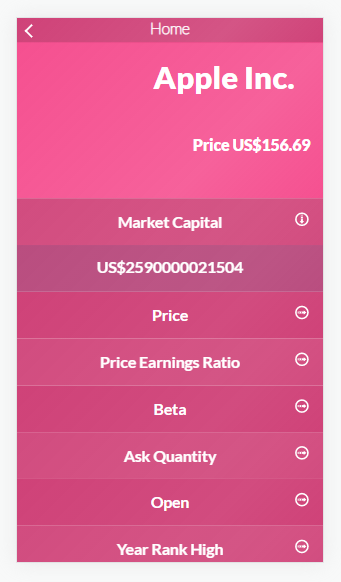 Home
Apple Inc.
Price US$156.69
Market Capital
US$2590000021504
Price
Price Earnings Ratio
Beta
Ask Quantity
Open
Year Rank High